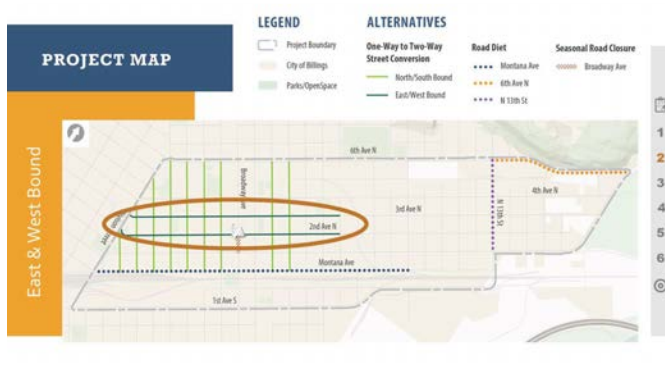 LEGEND
Project Boundary
City of Billings
Parks/OpenSpace
ALTERNATIVES
One-Way to Two-Way
Street Conversion
North/South Bound
East/West Bound
Road Diet
Montana Ave
6th Ave N
N 13th St
Seasonal Road Closure
Broadway Ave
PROJECT MAP
East & West Bound
6th Ave N
Broadway Ave
3rd Ave N
2nd Ave N
N 13th St
4th Ave N
Montana Ave
1st Ave S
1
2
3
4
5
6